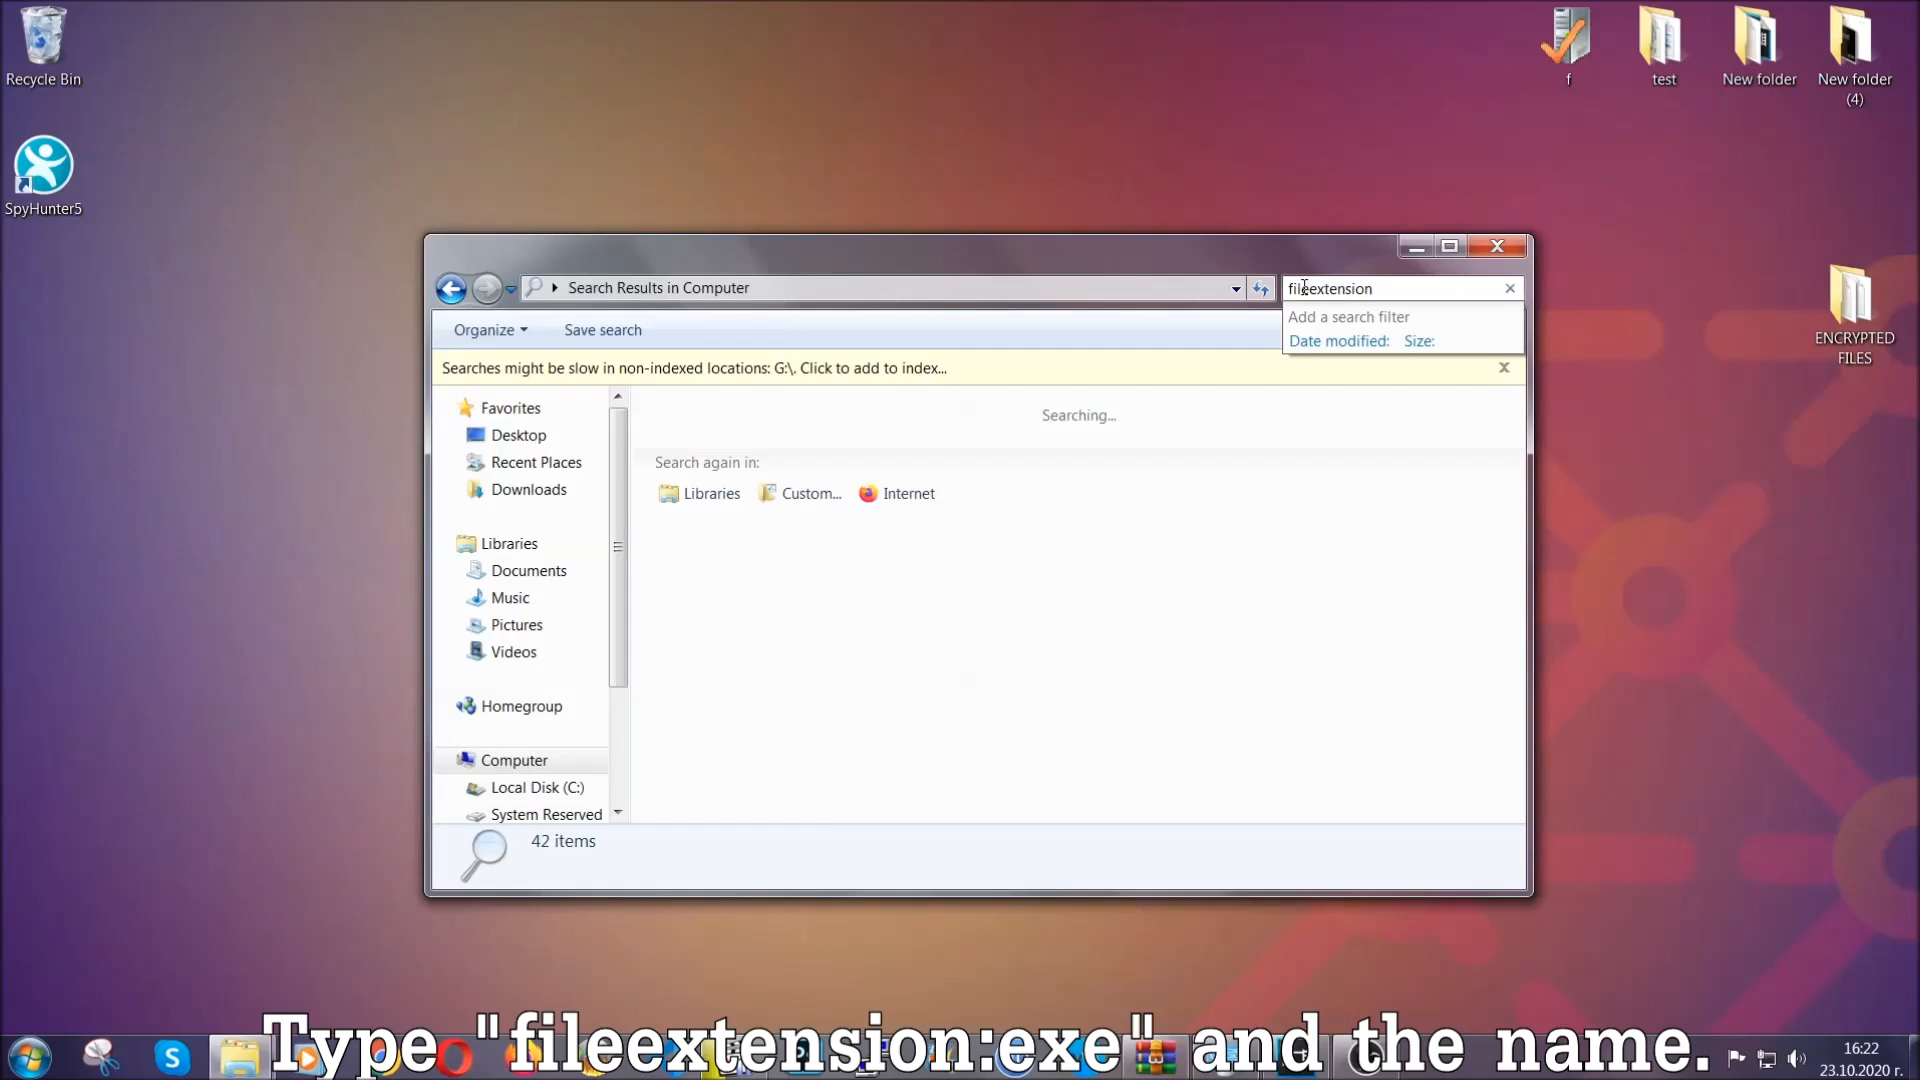 Recycle Bin
f
test
New folder
New folder
(4)
SpyHunter5
Search Results in Computer
fileextension
Organize
Save search
Add a search filter
Date modified: Size:
Searches might be slow in non-indexed locations: G:\. Click to add to index...
Favorites
Desktop
Recent Places
Downloads
Libraries
Documents
Music
Pictures
Videos
Homegroup
Computer
Local Disk (C:)
System Reserved
Searching...
Search again in:
Libraries
Custom...
Internet
42 items
ENCRYPTED
FILES
Type "fileextension:exe" and the name.
16:22
23.10.2020 г.